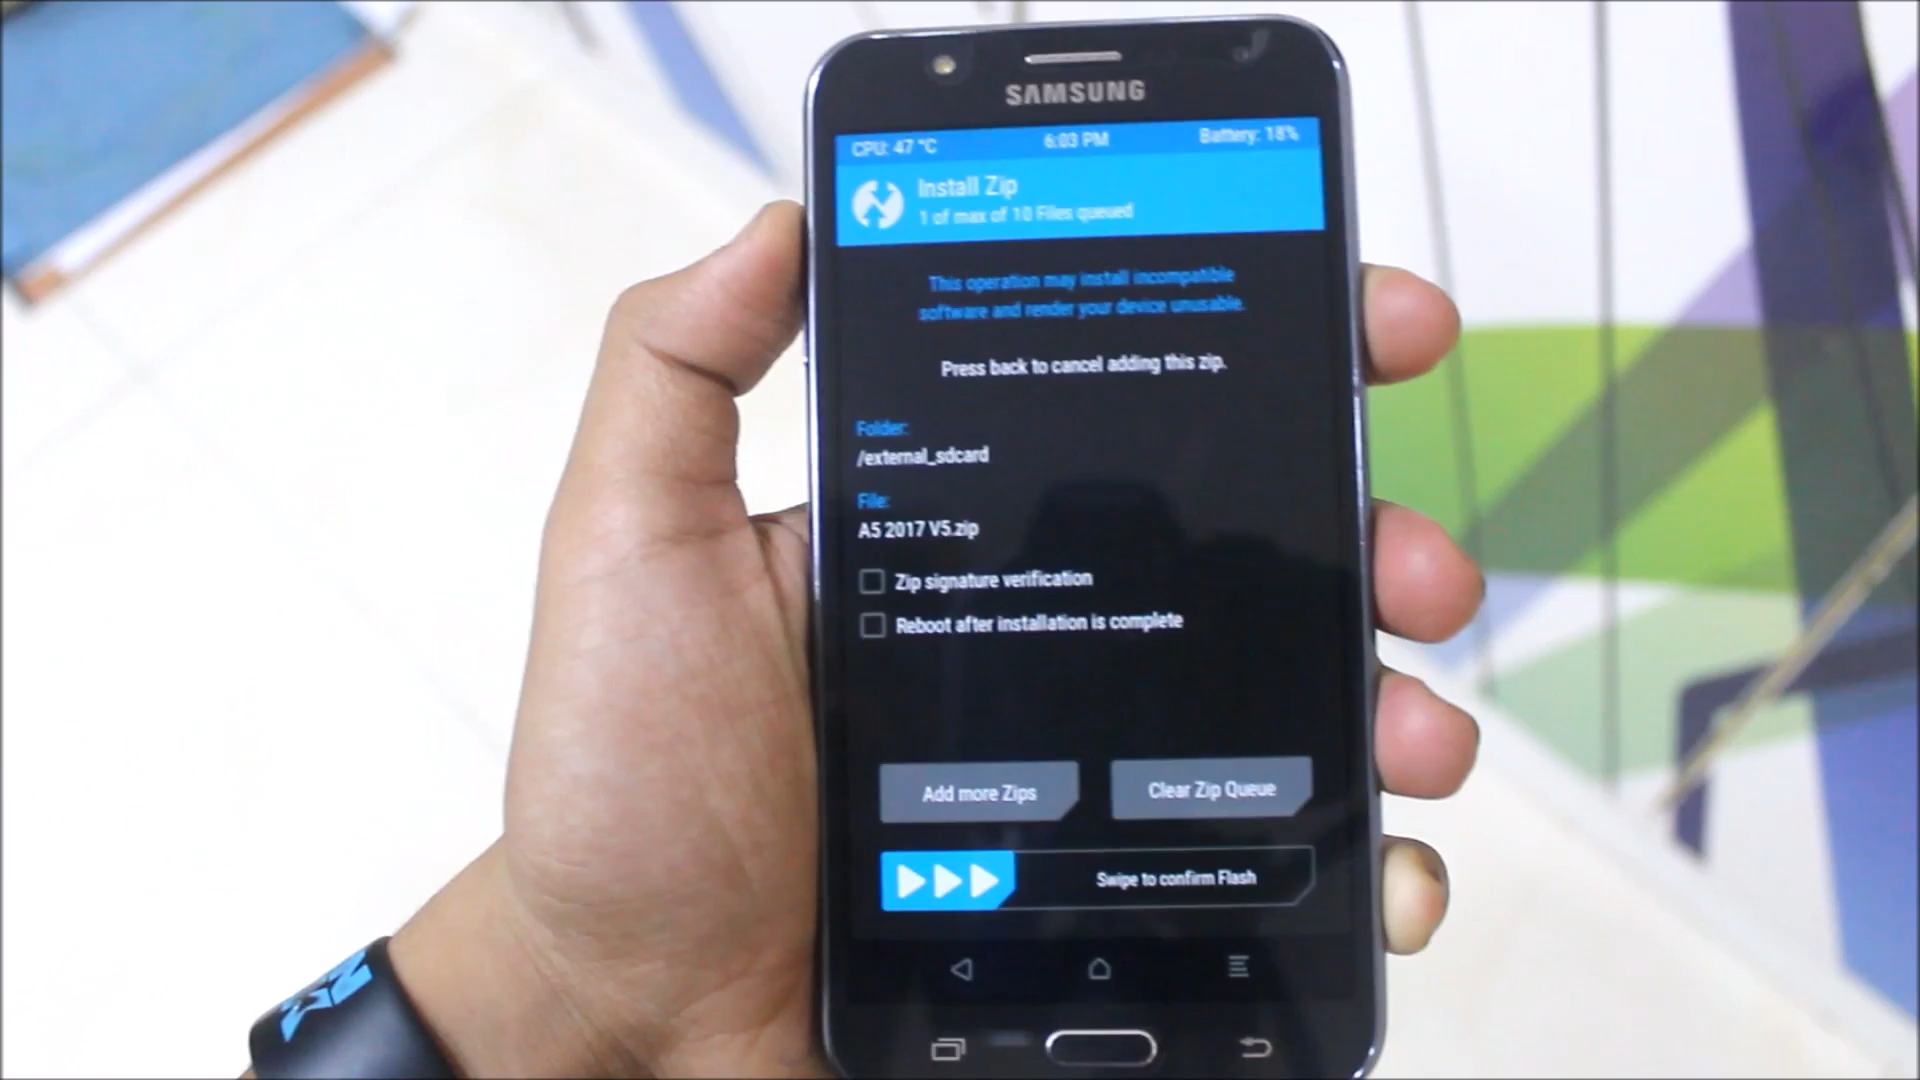 SAMSUNG
CPU: 47 °C 6:03 PM Battery: 18%
Install Zip
1 of max of 10 Files queued
This operation may install incompatible
software and render your device unusable.
Press back to cancel adding this zip.
Folder:
/external_sdcard
File:
A5 2017 V5.zip
Zip signature verification
Reboot after installation is complete
Add more Zips Clear Zip Queue
Swipe to confirm Flash